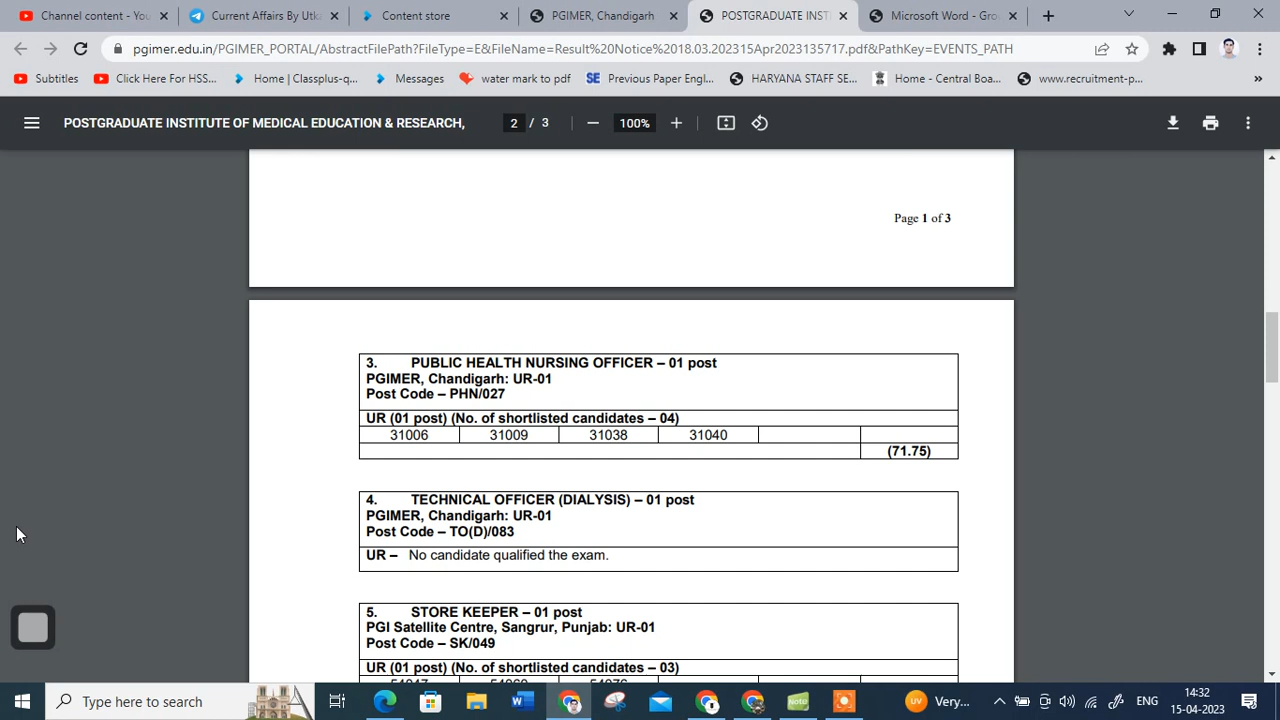 Channel content - You
Current Affairs By Utka
Content store
PGIMER, Chandigarh
POSTGRADUATE INSTI
Microsoft Word - Gro
pgimer.edu.in/PGIMER_PORTAL/AbstractFilePath?FileType=E&FileName=Result%20Notice%2018.03.202315Apr2023135717.pdf&PathKey=EVENTS_PATH
Subtitles
Click Here For HSS...
Home | Classplus-q...
Messages
water mark to pdf
SE Previous Paper Engl...
HARYANA STAFF SE...
Home - Central Boa...
www.recruitment-p...
POSTGRADUATE INSTITUTE OF MEDICAL EDUCATION & RESEARCH,
2 / 3
100%
Page 1 of 3
3. PUBLIC HEALTH NURSING OFFICER – 01 post
PGIMER, Chandigarh: UR-01
Post Code – PHN/027
UR (01 post) (No. of shortlisted candidates – 04)
31006 31009 31038 31040
(71.75)
4. TECHNICAL OFFICER (DIALYSIS) – 01 post
PGIMER, Chandigarh: UR-01
Post Code – TO(D)/083
UR – No candidate qualified the exam.
5. STORE KEEPER – 01 post
PGI Satellite Centre, Sangrur, Punjab: UR-01
Post Code – SK/049
UR (01 post) (No. of shortlisted candidates – 03)
Type here to search
UV
Very...
ENG
14:32
15-04-2023